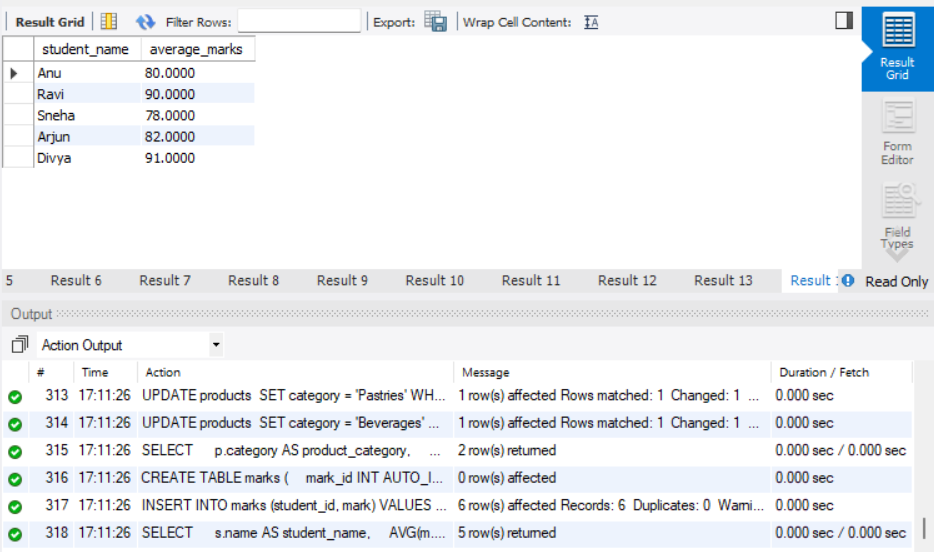 Result Grid Filter Rows: Export: Wrap Cell Content: IA
student_name average_marks
Anu 80.0000
Ravi 90.0000
Sneha 78.0000
Arjun 82.0000
Divya 91.0000
Result
Grid
Form
Editor
Field
Types
5 Result 6 Result 7 Result 8 Result 9 Result 10 Result 11 Result 12 Result 13 Result Read Only
Output
Action Output
# Time Action Message Duration / Fetch
313 17:11:26 UPDATE products SET category = 'Pastries' WH... 1 row(s) affected Rows matched: 1 Changed: 1 ... 0.000 sec
314 17:11:26 UPDATE products SET category = 'Beverages' ... 1 row(s) affected Rows matched: 1 Changed: 1 ... 0.000 sec
315 17:11:26 SELECT p.category AS product_category, ... 2 row(s) returned 0.000 sec / 0.000 sec
316 17:11:26 CREATE TABLE marks ( mark_id INT AUTO_I... 0 row(s) affected 0.000 sec
317 17:11:26 INSERT INTO marks (student_id, mark) VALUES ... 6 row(s) affected Records: 6 Duplicates: 0 Warni... 0.000 sec
318 17:11:26 SELECT s.name AS student_name, AVG(m.... 5 row(s) returned 0.000 sec / 0.000 sec